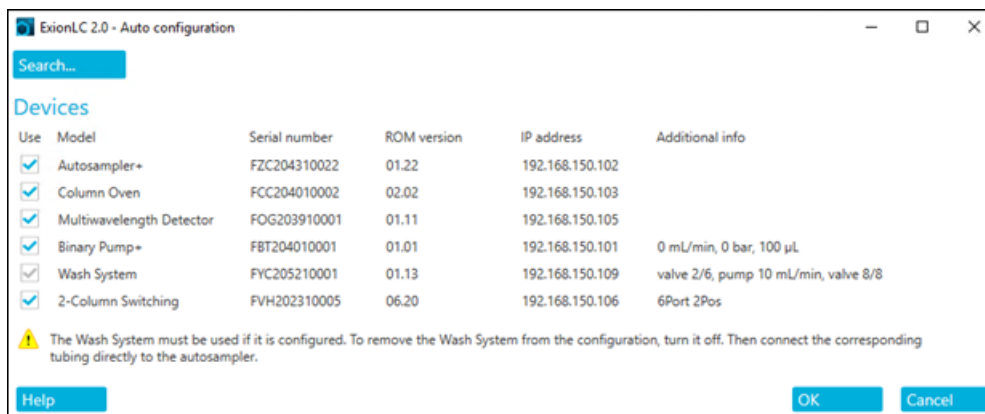 ExionLC 2.0 - Auto configuration
Search...
Devices
Use Model Serial number ROM version IP address Additional info
Autosampler+ FZC204310022 01.22 192.168.150.102
Column Oven FCC204010002 02.02 192.168.150.103
Multiwavelength Detector FOG203910001 01.11 192.168.150.105
Binary Pump+ FBT204010001 01.01 192.168.150.101 0 mL/min, 0 bar, 100 µL
Wash System FYC205210001 01.13 192.168.150.109 valve 2/6, pump 10 mL/min, valve 8/8
2-Column Switching FVH202310005 06.20 192.168.150.106 6Port 2Pos
The Wash System must be used if it is configured. To remove the Wash System from the configuration, turn it off. Then connect the corresponding
tubing directly to the autosampler.
Help OK Cancel